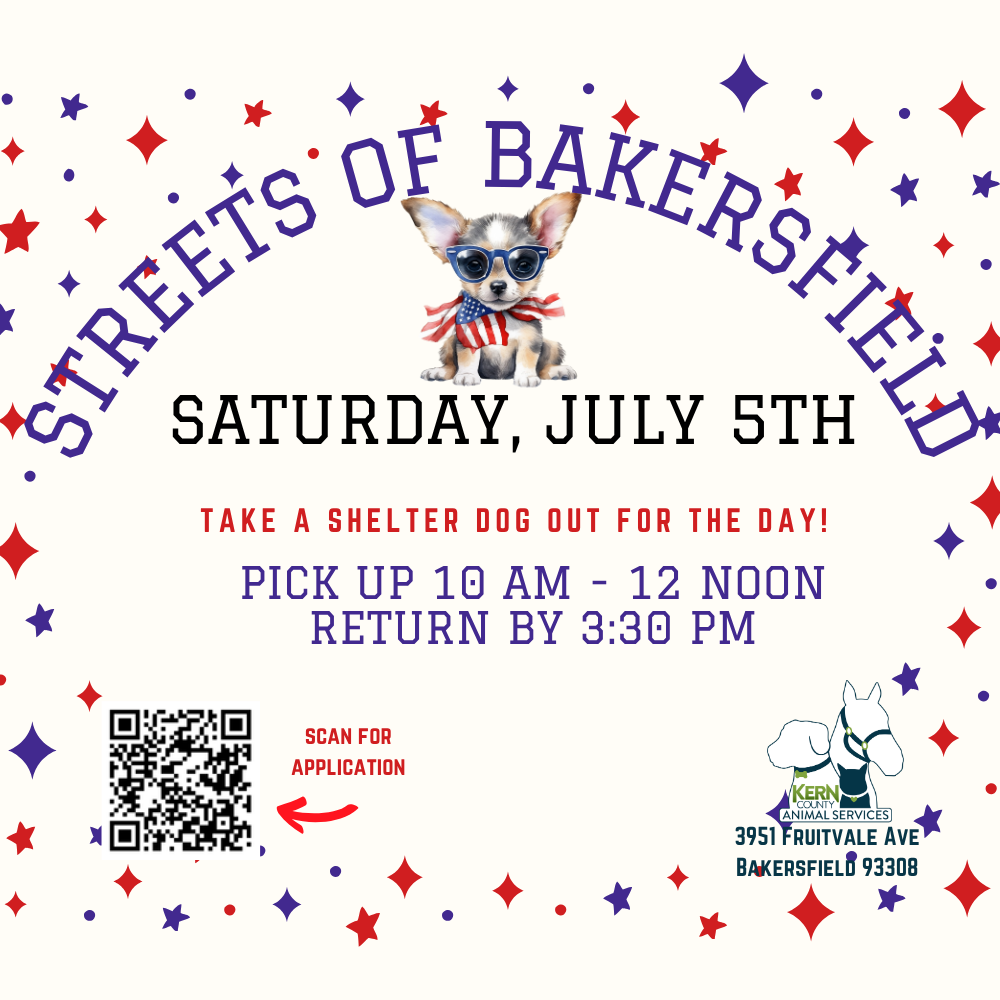 STREETS OF BAKERSFIELD
SATURDAY, JULY 5TH
TAKE A SHELTER DOG OUT FOR THE DAY!
PICK UP 10 AM - 12 NOON
RETURN BY 3:30 PM
SCAN FOR
APPLICATION
KERN
COUNTY
ANIMAL SERVICES
3951 FRUITVALE AVE
BAKERSFIELD 93308